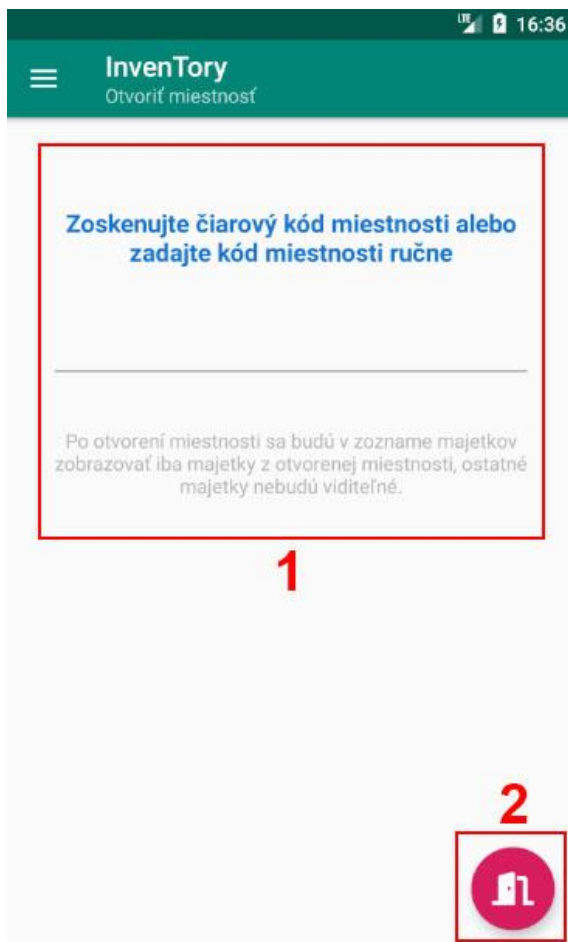 LTE 16:36
InvenTory
Otvoriť miestnosť
Zoskenujte čiarový kód miestnosti alebo
zadajte kód miestnosti ručne
Po otvorení miestnosti sa budú v zozname majetkov
zobrazovať iba majetky z otvorenej miestnosti, ostatné
majetky nebudú viditeľné.
1
2